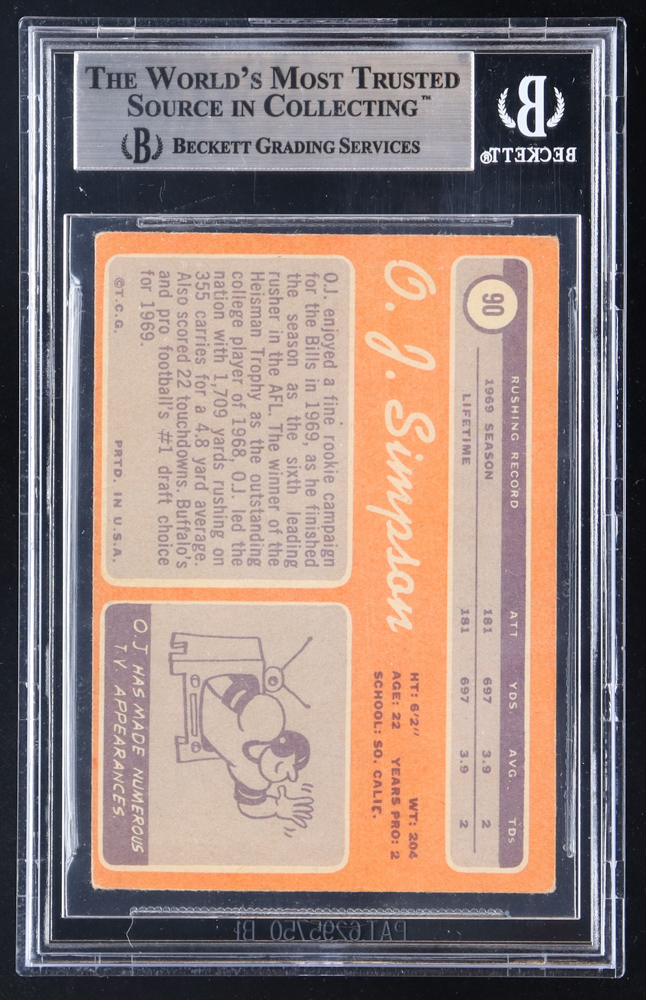 THE WORLD'S MOST TRUSTED
SOURCE IN COLLECTING™
B BECKETT GRADING SERVICES
B
BECKETT®
90
RUSHING RECORD ATT YDS. AVG. TDs
1969 SEASON 181 697 3.9 2
LIFETIME 181 697 3.9 2
O. J. Simpson
HT: 6'2" WT: 204
AGE: 22 YEARS PRO: 2
SCHOOL: SO. CALIF.
O.J. enjoyed a fine rookie campaign
for the Bills in 1969, as he finished
the season as the sixth leading
rusher in the AFL. The winner of the
Heisman Trophy as the outstanding
college player of 1968, O.J. led the
nation with 1,709 yards rushing on
355 carries for a 4.8 yard average.
Also scored 22 touchdowns. Buffalo's
and pro football's #1 draft choice
for 1969.
©T.C.G. PRTD. IN U.S.A.
O.J. HAS MADE NUMEROUS
T.V. APPEARANCES.
PAT6295750